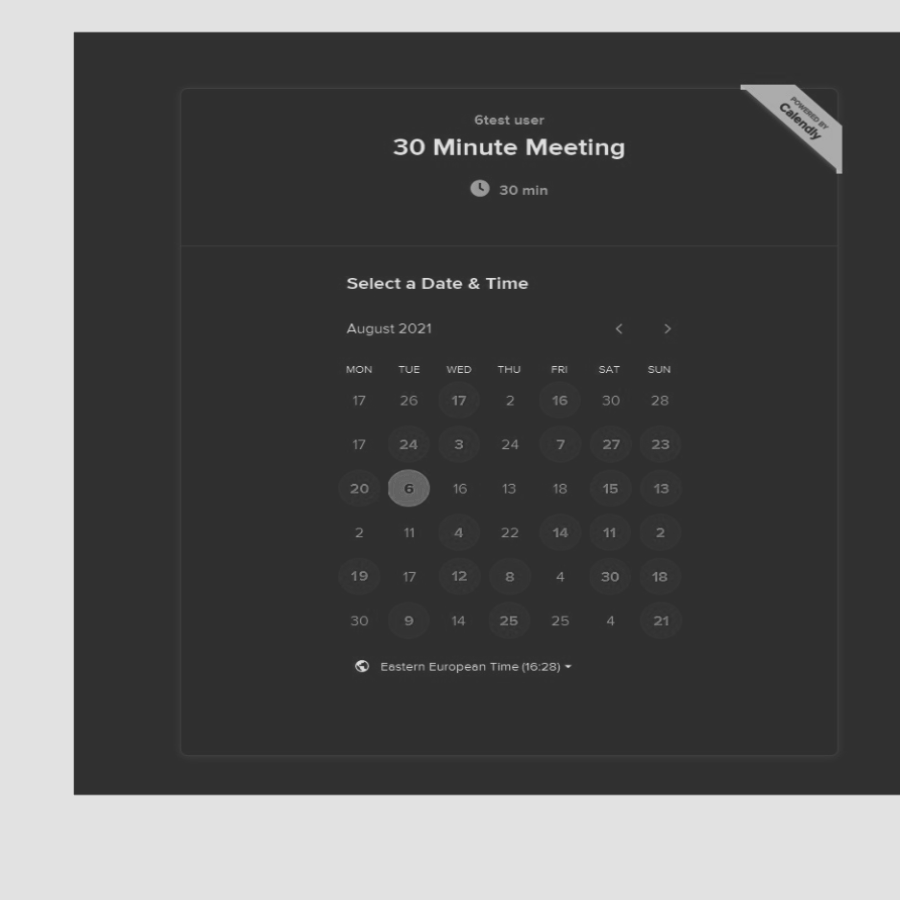 POWERED BY
Calendly
6test user
30 Minute Meeting
30 min
Select a Date & Time
August 2021
MON TUE WED THU FRI SAT SUN
17 26 17 2 16 30 28
17 24 3 24 7 27 23
20 6 16 13 18 15 13
2 11 4 22 14 11 2
19 17 12 8 4 30 18
30 9 14 25 25 4 21
Eastern European Time (16:28)